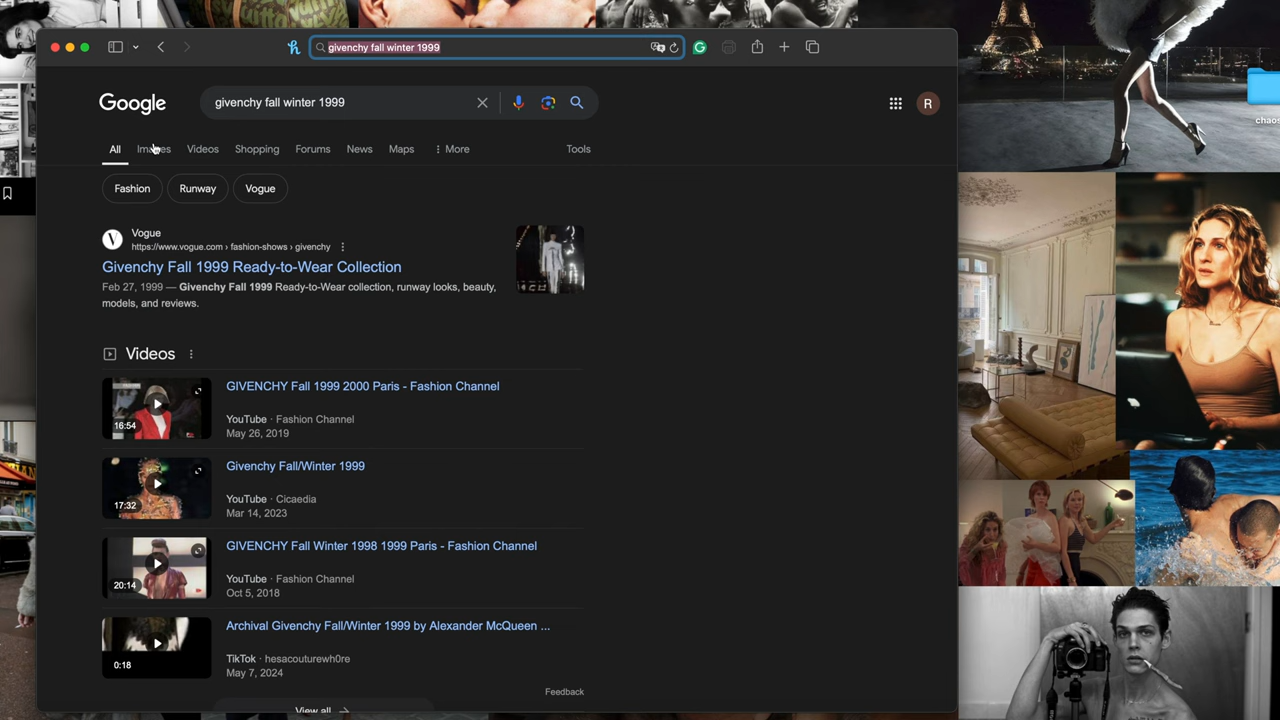 givenchy fall winter 1999
Google
givenchy fall winter 1999
R
All Images Videos Shopping Forums News Maps More Tools
Fashion Runway Vogue
V
Vogue
https://www.vogue.com › fashion-shows › givenchy
Givenchy Fall 1999 Ready-to-Wear Collection
Feb 27, 1999 — Givenchy Fall 1999 Ready-to-Wear collection, runway looks, beauty,
models, and reviews.
Videos
GIVENCHY Fall 1999 2000 Paris - Fashion Channel
16:54
YouTube · Fashion Channel
May 26, 2019
Givenchy Fall/Winter 1999
17:32
YouTube · Cicaedia
Mar 14, 2023
GIVENCHY Fall Winter 1998 1999 Paris - Fashion Channel
20:14
YouTube · Fashion Channel
Oct 5, 2018
Archival Givenchy Fall/Winter 1999 by Alexander McQueen ...
0:18
TikTok · hesacouturewh0re
May 7, 2024
Feedback
View all
chaos